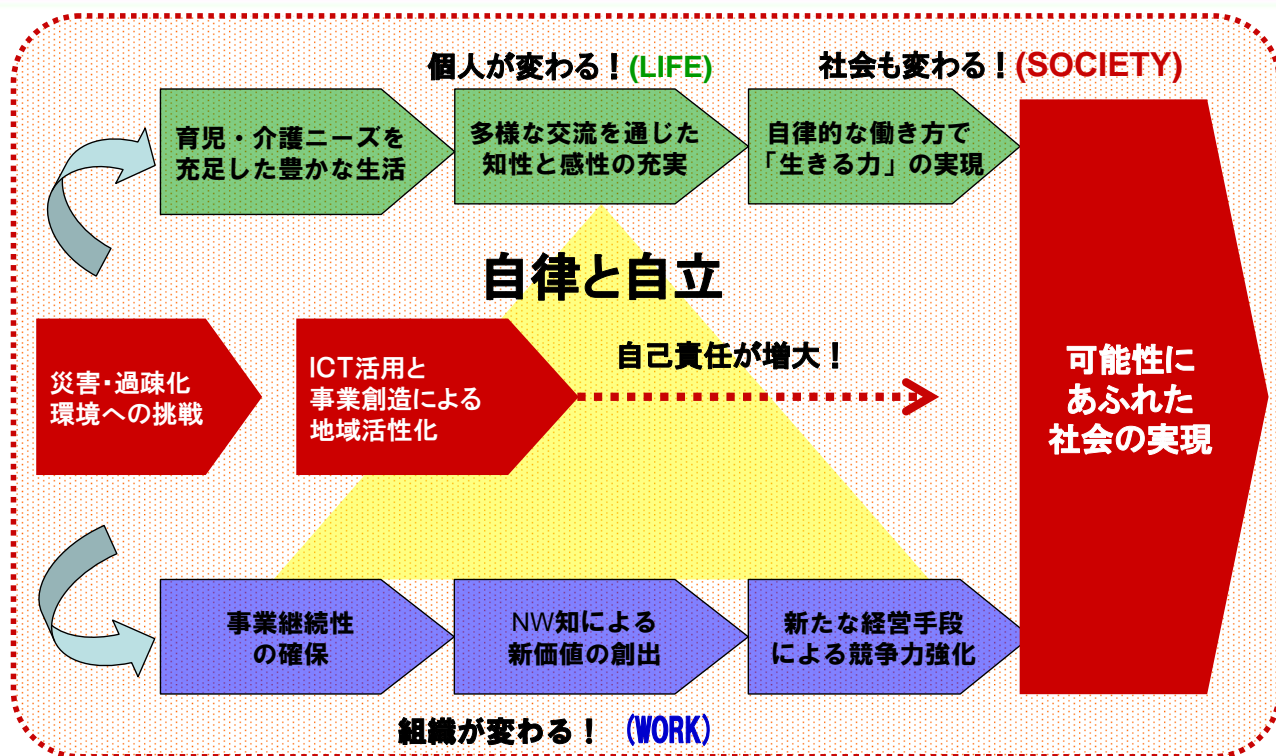 個人が変わる！(LIFE)
社会も変わる！(SOCIETY)
育児・介護ニーズを
充足した豊かな生活
多様な交流を通じた
知性と感性の充実
自律的な働き方で
「生きる力」の実現
自律と自立
災害・過疎化
環境への挑戦
ICT活用と
事業創造による
地域活性化
自己責任が増大！
可能性に
あふれた
社会の実現
事業継続性
の確保
NW知による
新価値の創出
新たな経営手段
による競争力強化
組織が変わる！ (WORK)